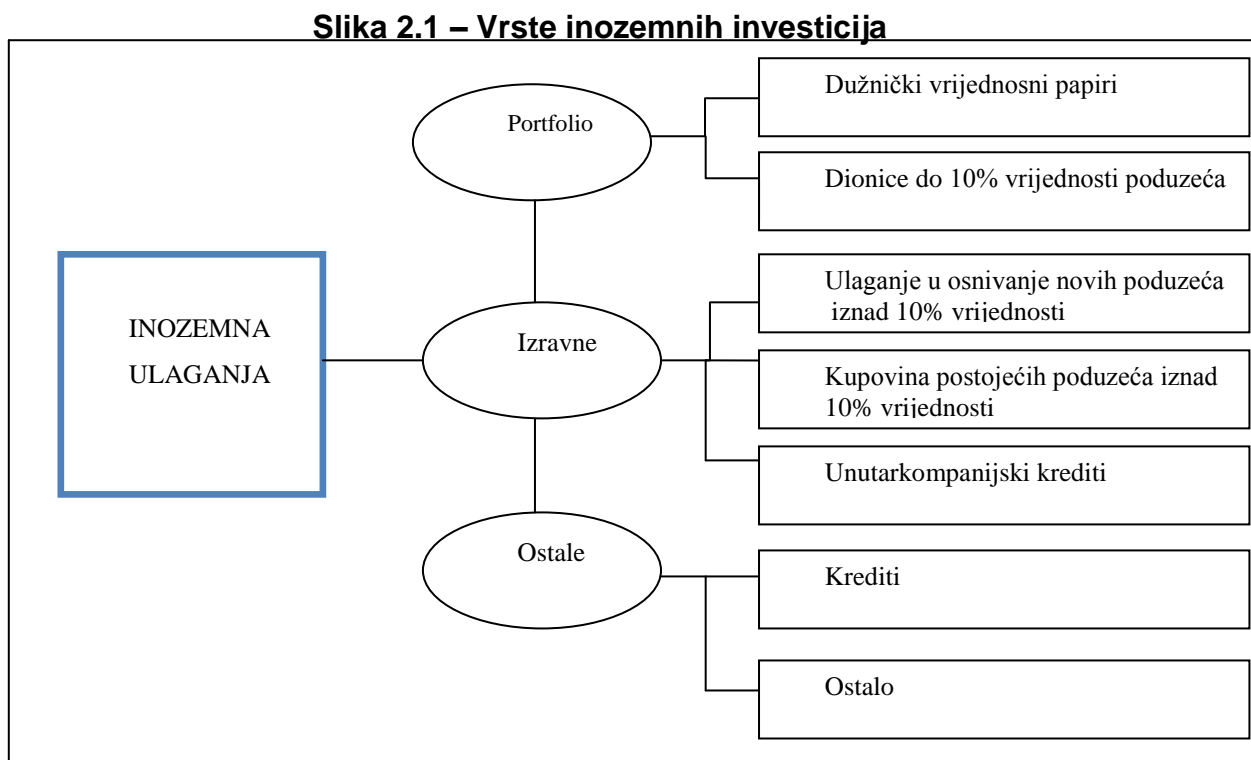 Slika 2.1 – Vrste inozemnih investicija
Portfolio
Dužnički vrijednosni papiri
Dionice do 10% vrijednosti poduzeća
INOZEMNA
ULAGANJA
Izravne
Ulaganje u osnivanje novih poduzeća
iznad 10% vrijednosti
Kupovina postojećih poduzeća iznad
10% vrijednosti
Unutarkompanijski krediti
Ostale
Krediti
Ostalo